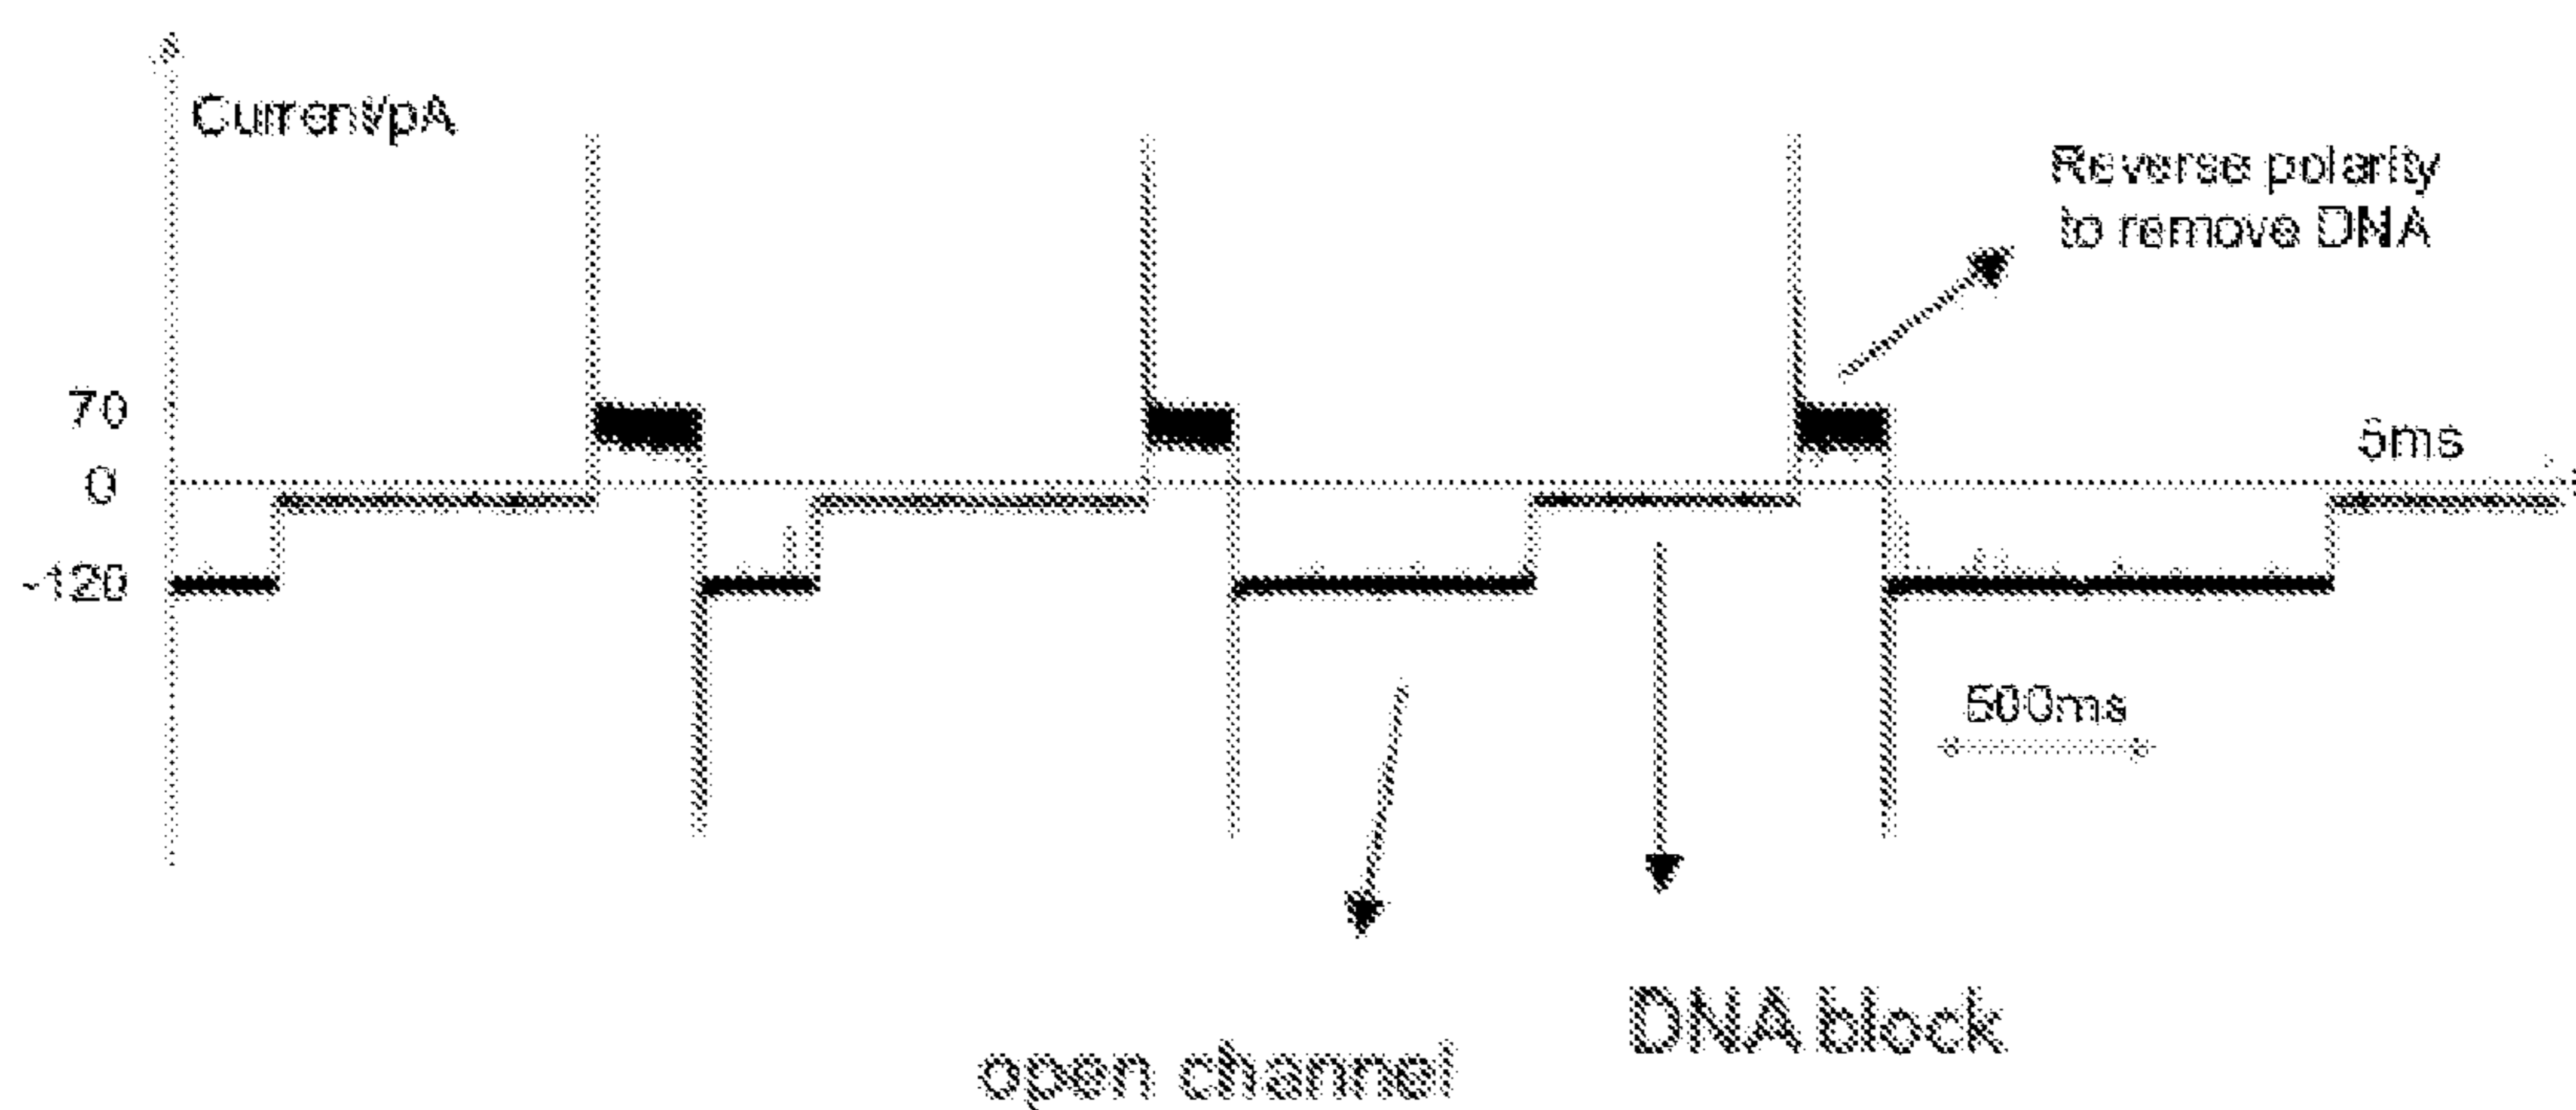 Current/pA
Reverse polarity
to remove DNA
70
5ms
0
-120
500ms
DNA block
open channel